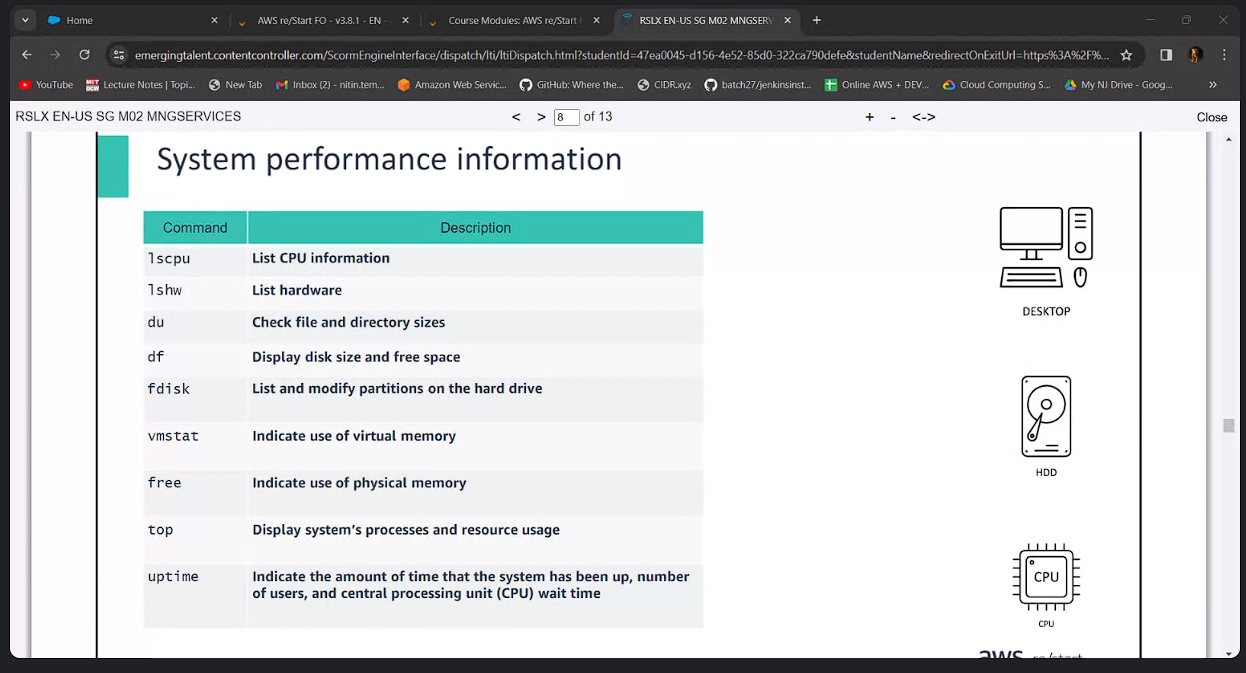 Home
AWS re/Start FO - v3.8.1 - EN -
Course Modules: AWS re/Start
RSLX EN-US SG M02 MNGSERV
emergingtalent.contentcontroller.com/ScormEngineInterface/dispatch/lti/ltiDispatch.html?studentId=47ea0045-d156-4e52-85d0-322ca790defe&studentName&redirectOnExitUrl=https%3A%2F%...
YouTube
MIT OCW
Lecture Notes | Topi...
New Tab
Inbox (2) - nitin.tem...
Amazon Web Servic...
GitHub: Where the...
CIDR.xyz
batch27/jenkinsinst...
Online AWS + DEV...
Cloud Computing S...
My NJ Drive - Goog...
RSLX EN-US SG M02 MNGSERVICES
< > 8 of 13
+ - <->
Close
System performance information
Command Description
lscpu List CPU information
lshw List hardware
du Check file and directory sizes
df Display disk size and free space
fdisk List and modify partitions on the hard drive
vmstat Indicate use of virtual memory
free Indicate use of physical memory
top Display system's processes and resource usage
uptime Indicate the amount of time that the system has been up, number
of users, and central processing unit (CPU) wait time
DESKTOP
HDD
CPU
CPU
aws re/start